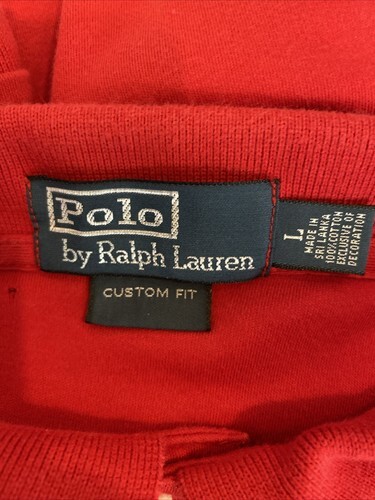 Polo
by Ralph Lauren
CUSTOM FIT
L
MADE IN
SRI LANKA
100% COTTON
EXCLUSIVE OF
DECORATION